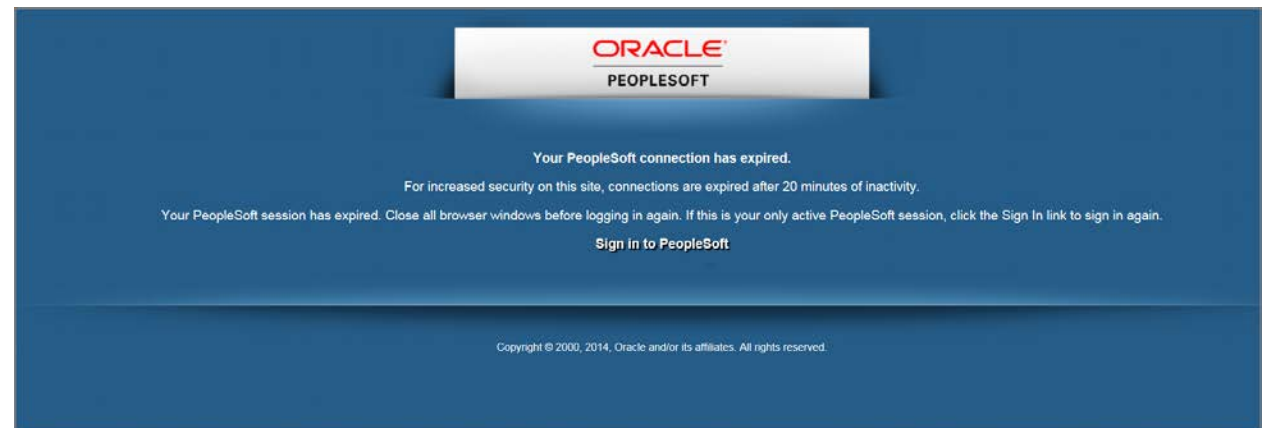 ORACLE
PEOPLESOFT
Your PeopleSoft connection has expired.
For increased security on this site, connections are expired after 20 minutes of inactivity.
Your PeopleSoft session has expired. Close all browser windows before logging in again. If this is your only active PeopleSoft session, click the Sign In link to sign in again.
Sign in to PeopleSoft
Copyright © 2000, 2014, Oracle and/or its affiliates. All rights reserved.